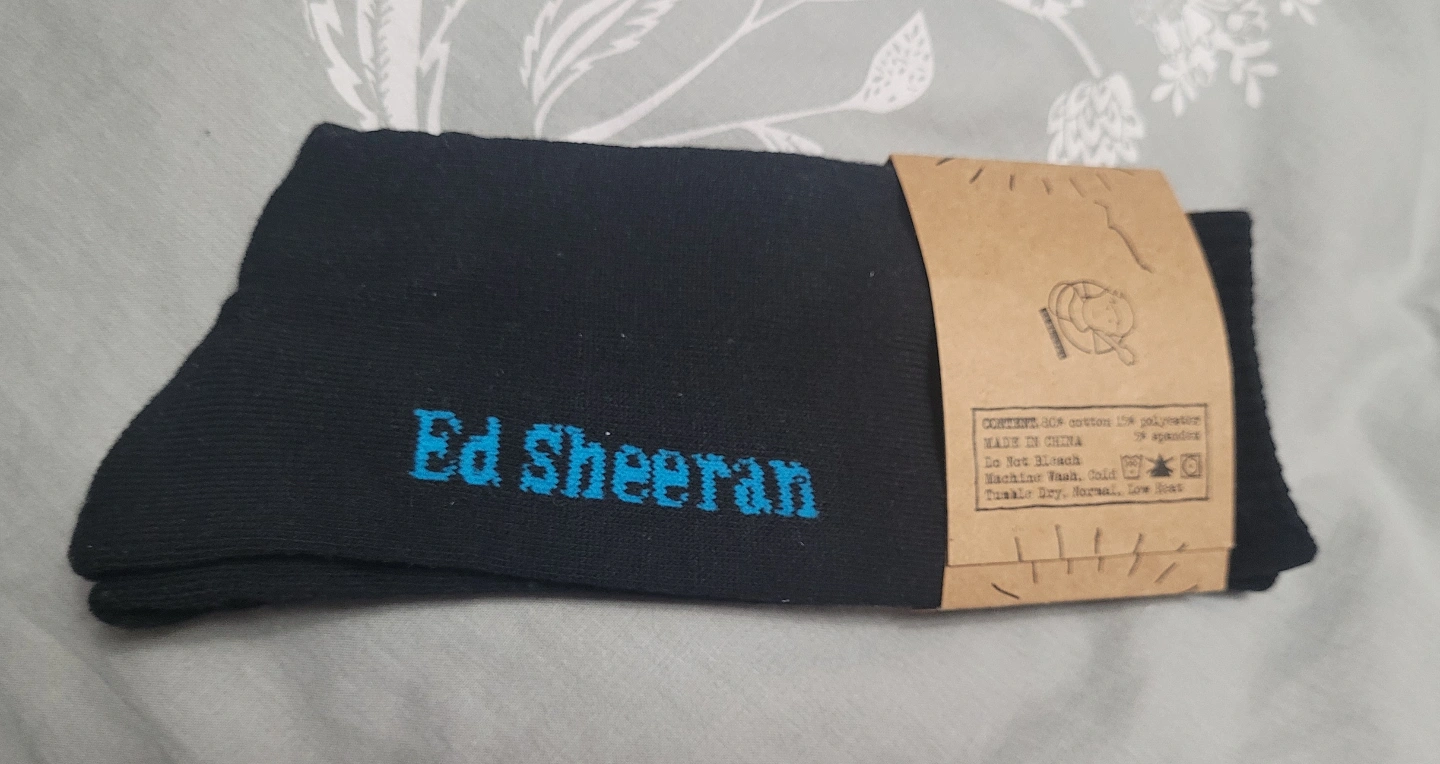 Ed Sheeran
CONTENT 80% cotton 15% polyester
5% spandex
MADE IN CHINA
Do Not Bleach
Machine Wash, Cold
Tumble Dry, Normal, Low Heat